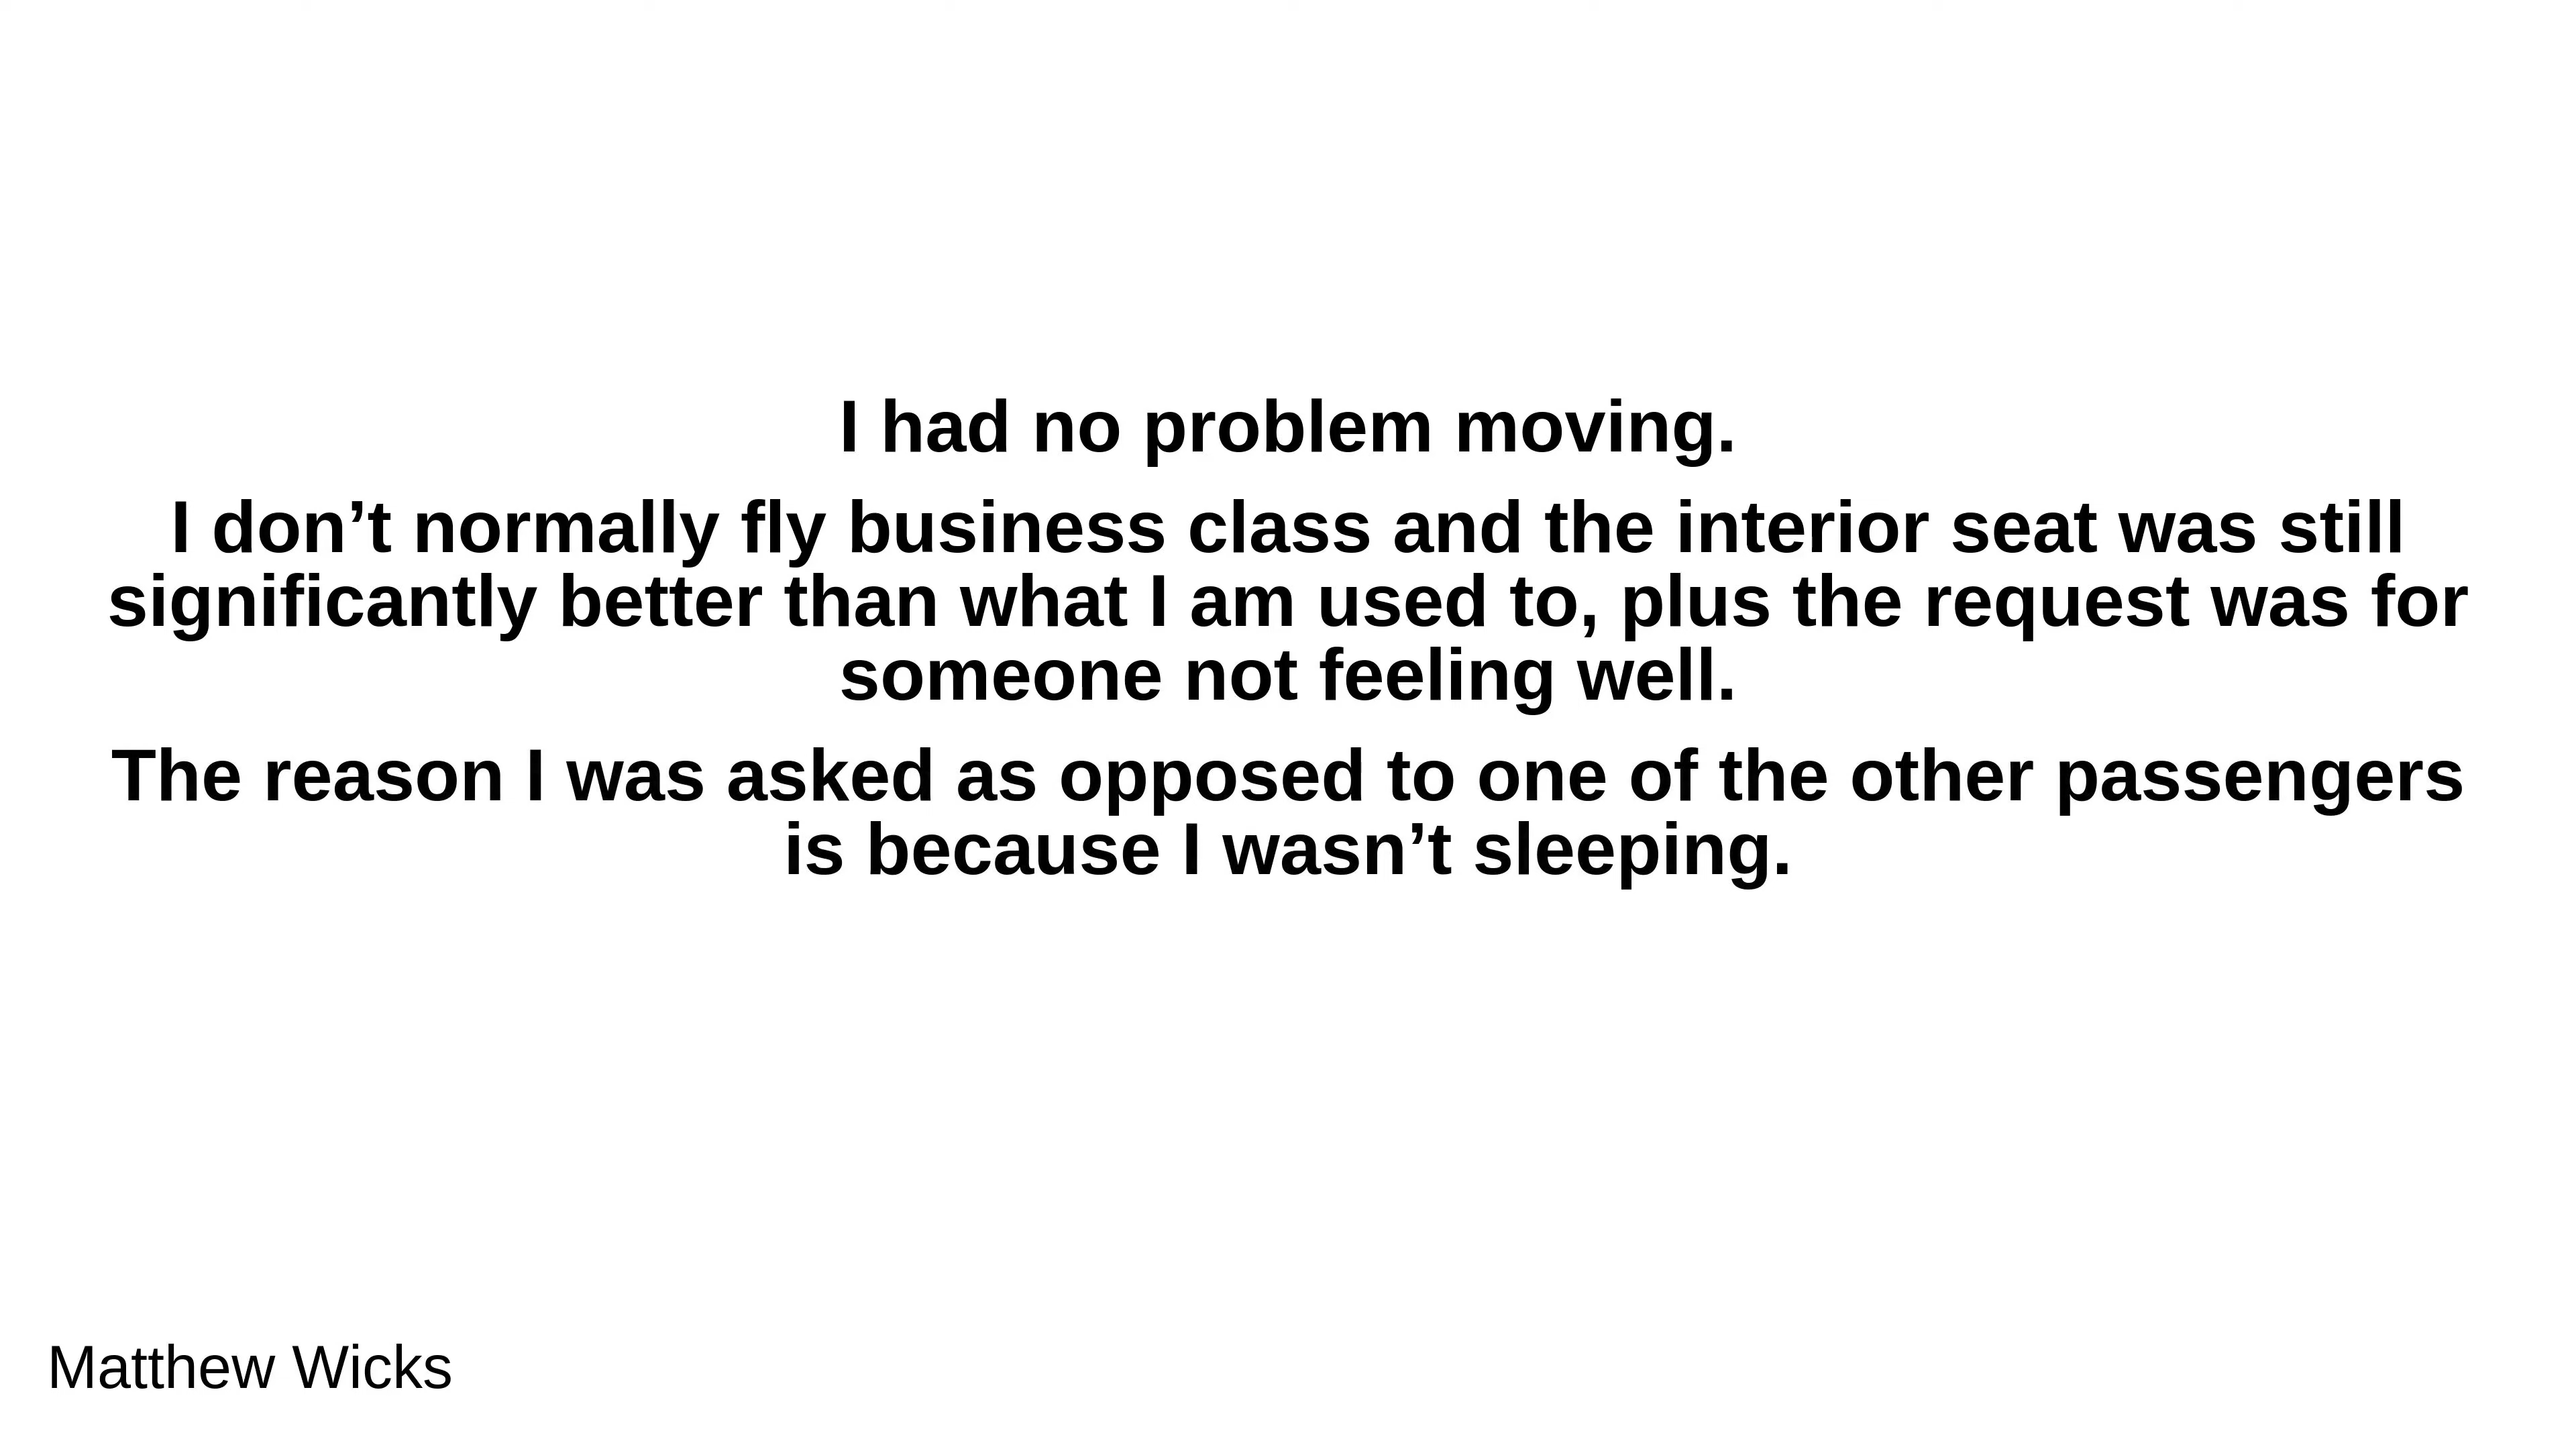 I had no problem moving.
I don’t normally fly business class and the interior seat was still
significantly better than what I am used to, plus the request was for
someone not feeling well.
The reason I was asked as opposed to one of the other passengers
is because I wasn’t sleeping.
Matthew Wicks